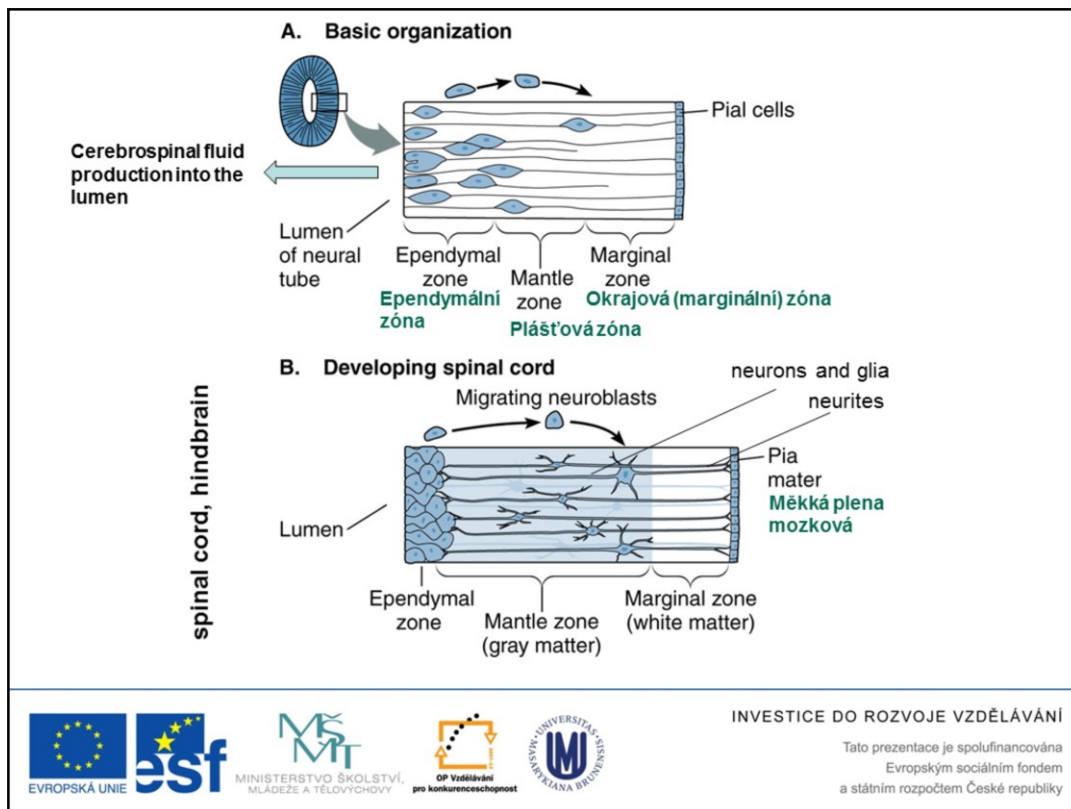 A. Basic organization
Pial cells
Cerebrospinal fluid
production into the
lumen
Lumen
of neural
tube
Ependymal
zone
Ependymální
zóna
Mantle
zone
Plášťová zóna
Marginal
zone
Okrajová (marginální) zóna
B. Developing spinal cord
Migrating neuroblasts
neurons and glia
neurites
Pia
mater
Měkká plena
mozková
spinal cord, hindbrain
Lumen
Ependymal
zone
Mantle zone
(gray matter)
Marginal zone
(white matter)
EVROPSKÁ UNIE
esf
MŠMT
MINISTERSTVO ŠKOLSTVÍ,
MLÁDEŽE A TĚLOVÝCHOVY
OP Vzdělávání
pro konkurenceschopnost
UNIVERSITAS
MASARYKIANA BRUNENSIS
INVESTICE DO ROZVOJE VZDĚLÁVÁNÍ
Tato prezentace je spolufinancována
Evropským sociálním fondem
a státním rozpočtem České republiky